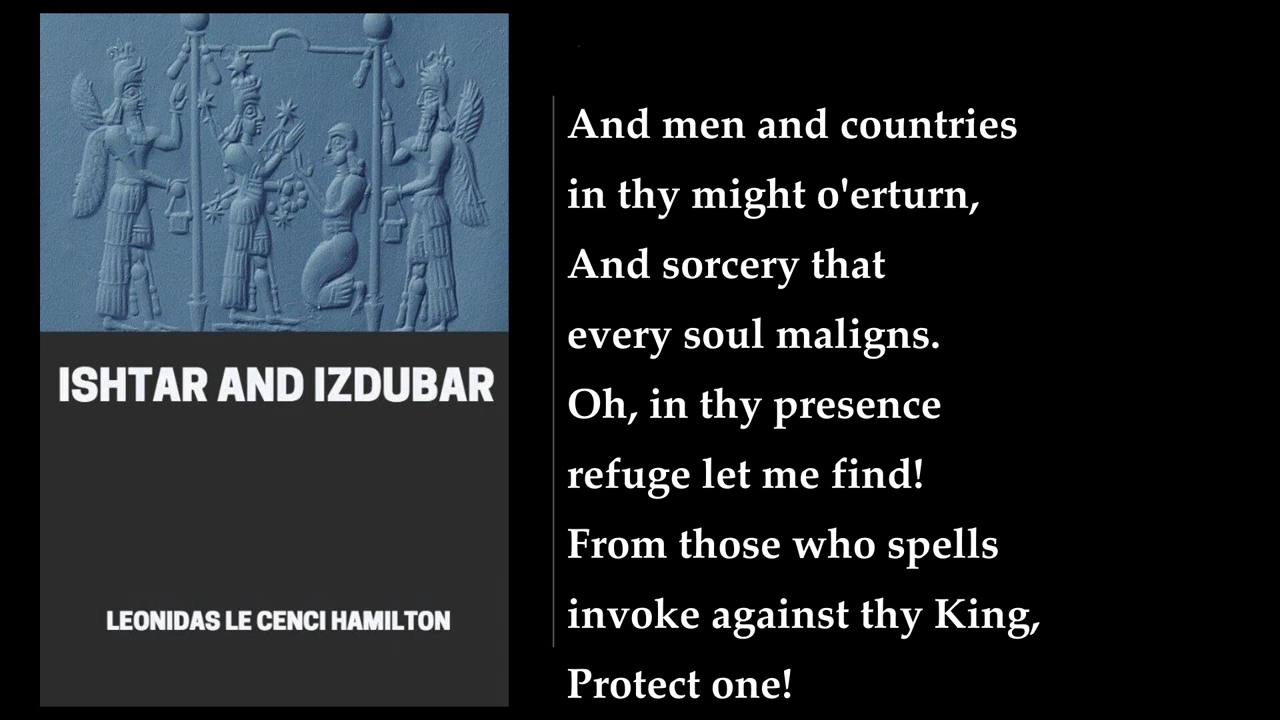 ISHTAR AND IZDUBAR
LEONIDAS LE CENCI HAMILTON
And men and countries
in thy might o'erturn,
And sorcery that
every soul maligns.
Oh, in thy presence
refuge let me find!
From those who spells
invoke against thy King,
Protect one!